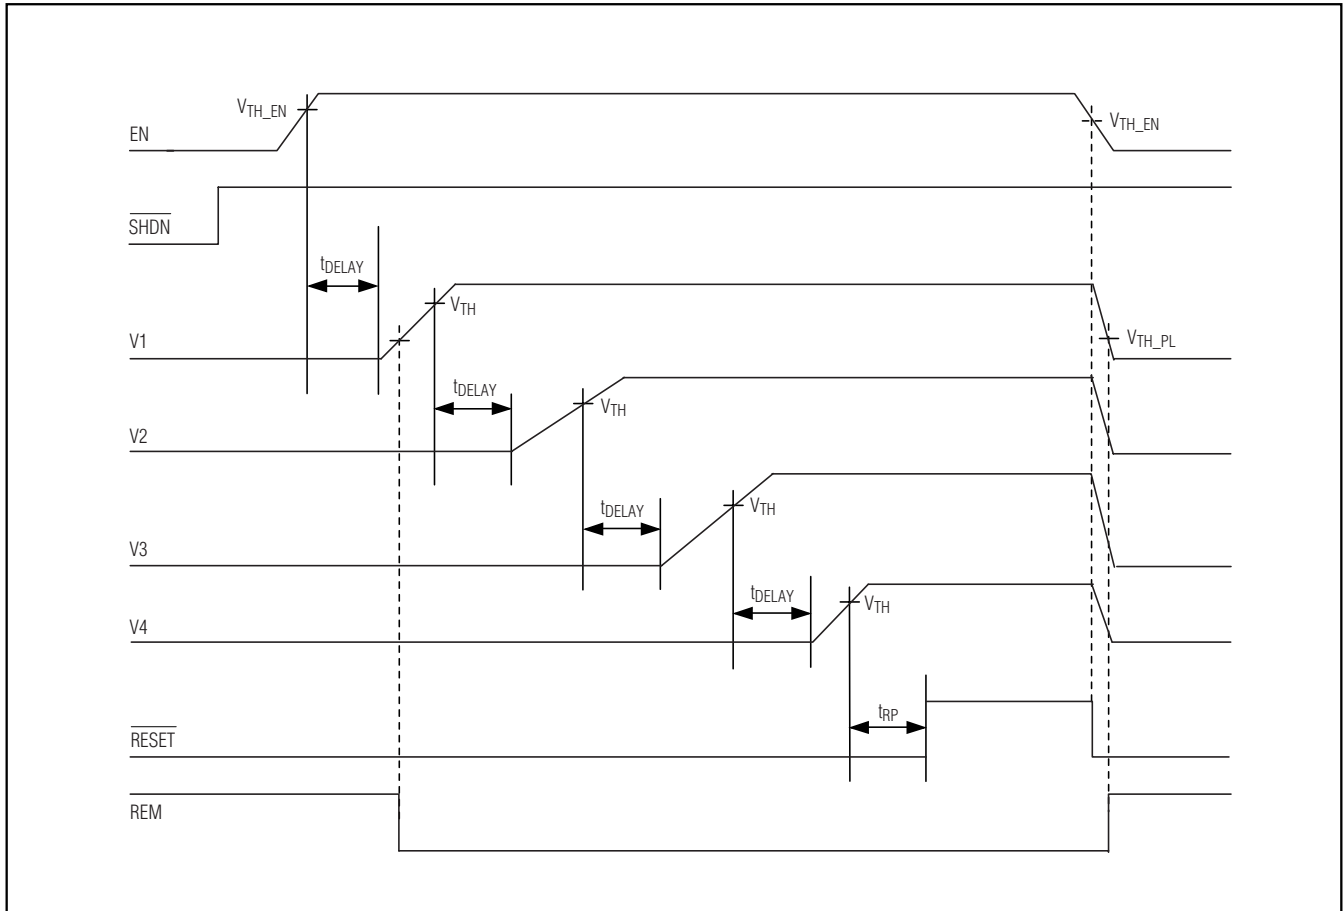 V_TH_EN
EN
V_TH_EN
SHDN
t_DELAY
V_TH
V1
V_TH_PL
t_DELAY
V_TH
V2
t_DELAY
V_TH
V3
t_DELAY
V_TH
V4
t_RP
RESET
REM